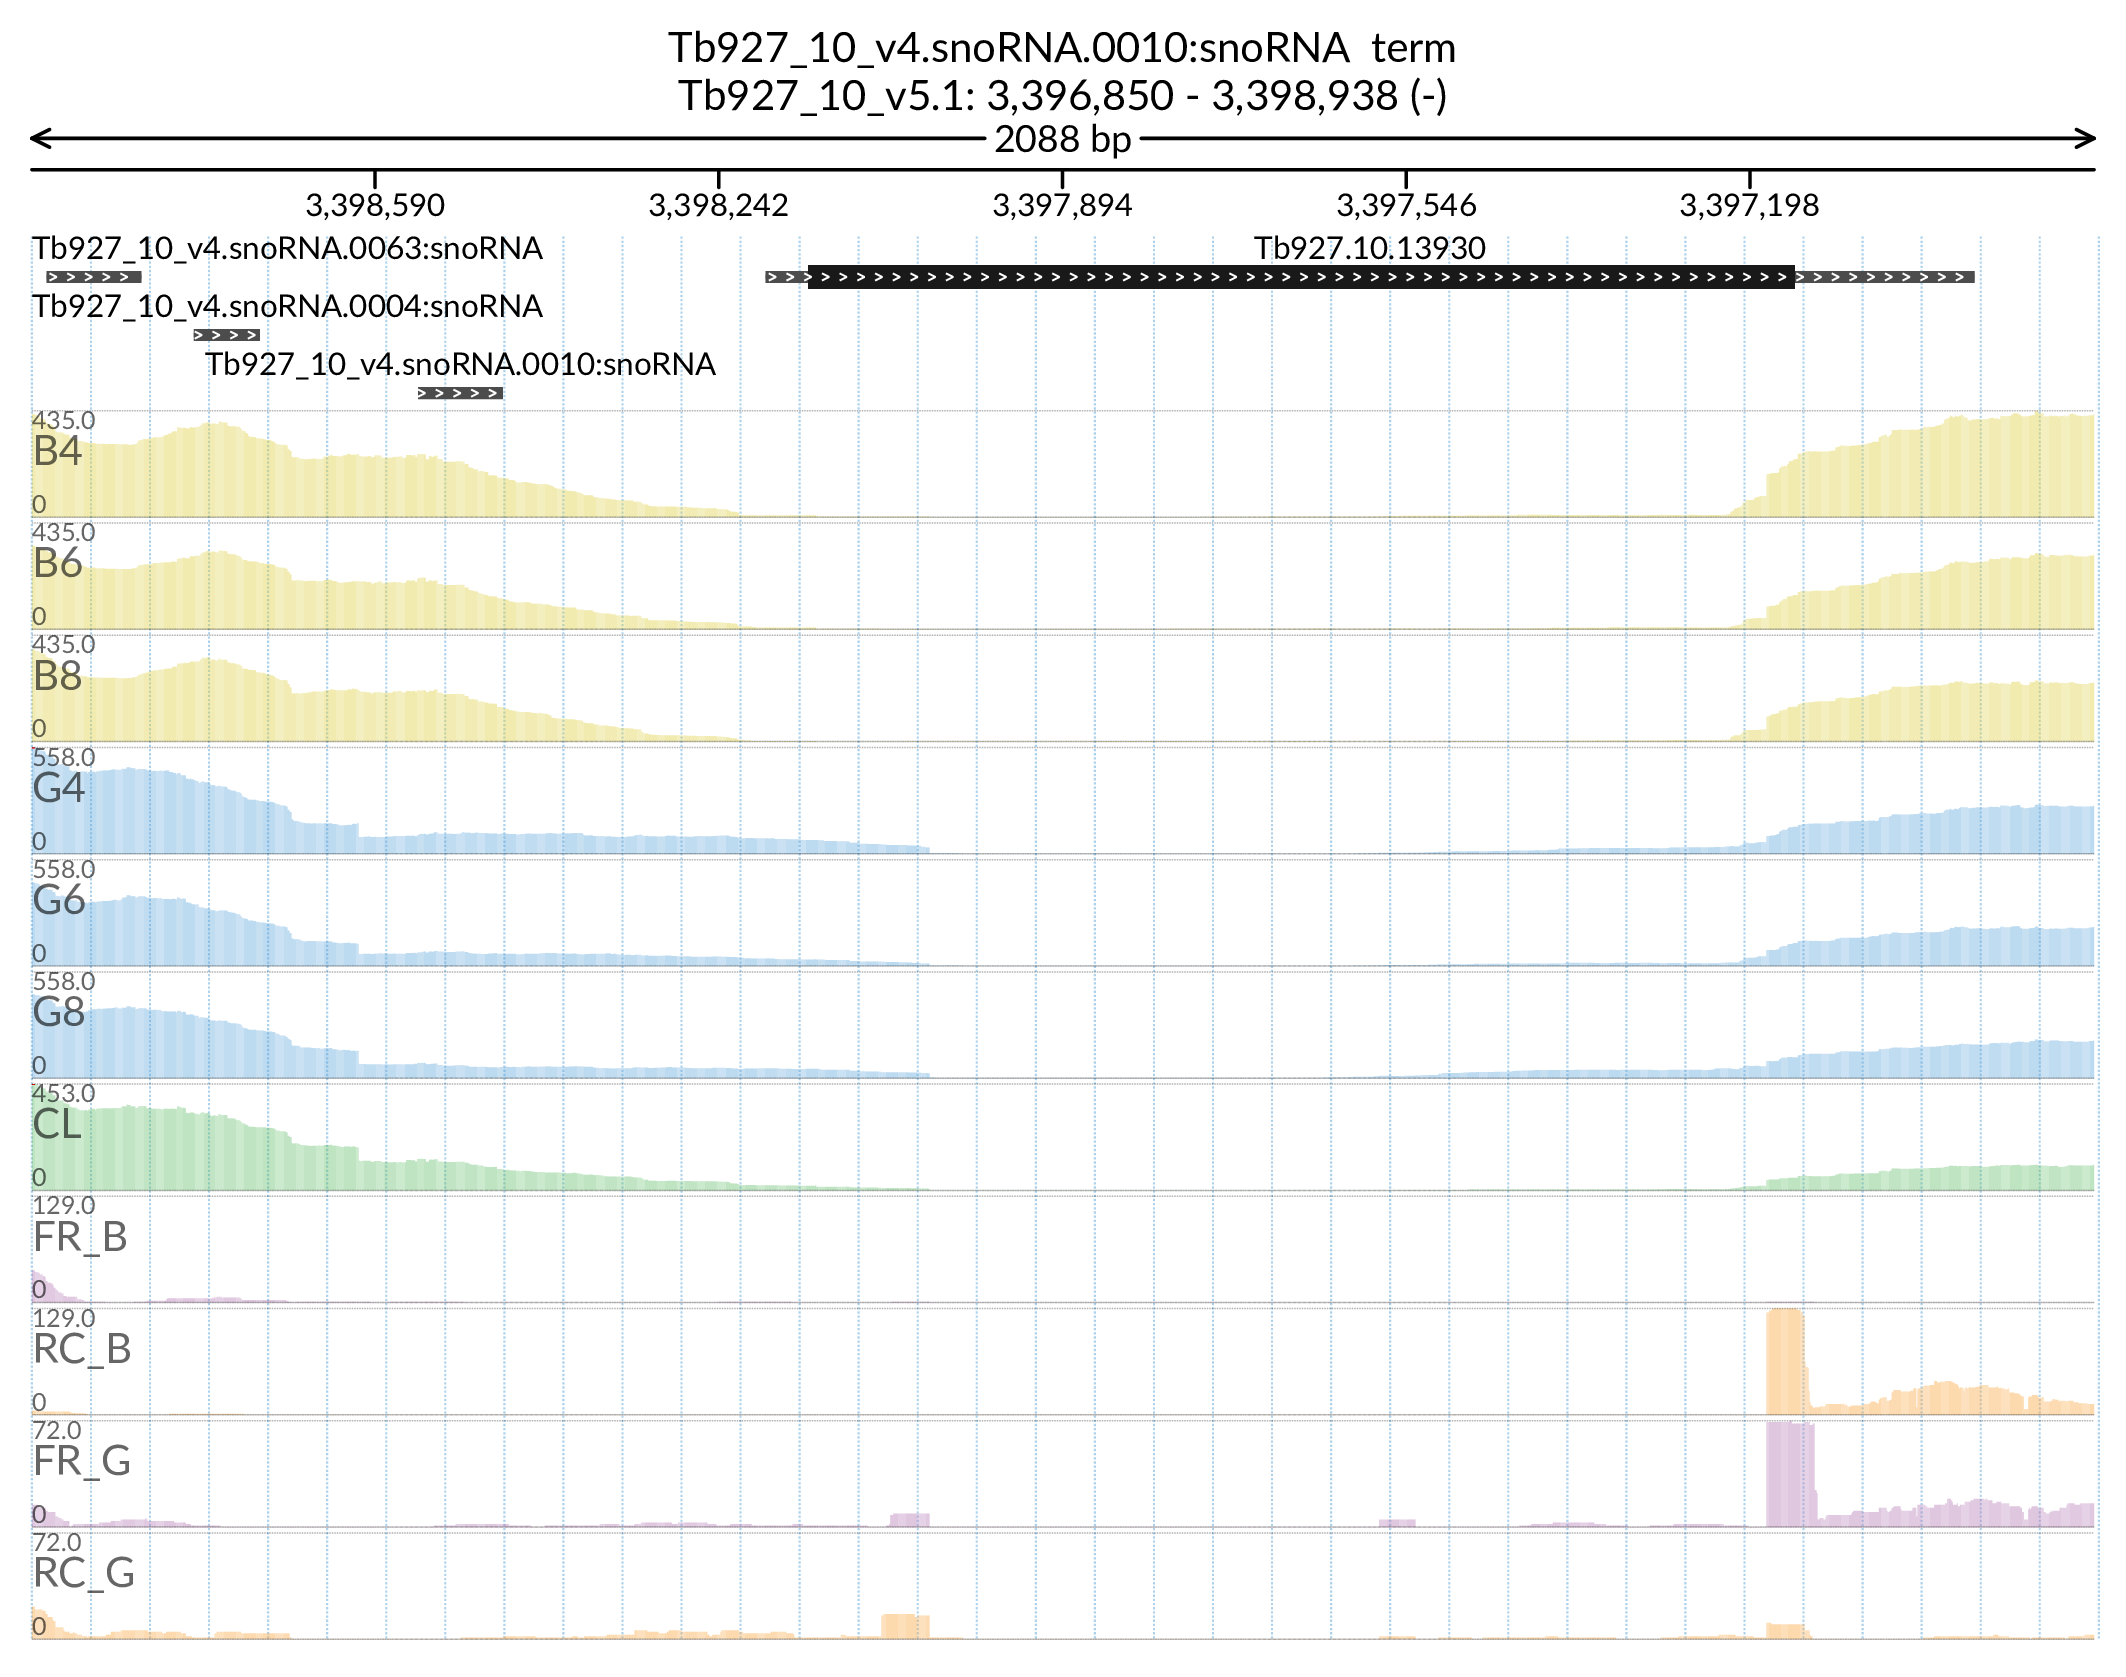 Tb927_10_v4.snoRNA.0010:snoRNA term
Tb927_10_v5.1: 3,396,850 - 3,398,938 (-)
2088 bp
3,398,590 3,398,242 3,397,894 3,397,546 3,397,198
Tb927_10_v4.snoRNA.0063:snoRNA Tb927.10.13930
Tb927_10_v4.snoRNA.0004:snoRNA
Tb927_10_v4.snoRNA.0010:snoRNA
435.0
B4
0
435.0
B6
0
435.0
B8
0
558.0
G4
0
558.0
G6
0
558.0
G8
0
453.0
CL
0
129.0
FR_B
0
129.0
RC_B
0
72.0
FR_G
0
72.0
RC_G
0